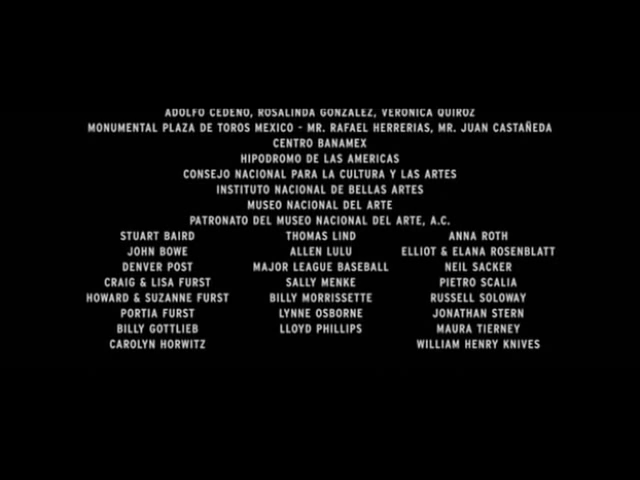 ADOLFO CEDEÑO, ROSALINDA GONZALEZ, VERONICA QUIROZ
MONUMENTAL PLAZA DE TOROS MEXICO - MR. RAFAEL HERRERIAS, MR. JUAN CASTAÑEDA
CENTRO BANAMEX
HIPODROMO DE LAS AMERICAS
CONSEJO NACIONAL PARA LA CULTURA Y LAS ARTES
INSTITUTO NACIONAL DE BELLAS ARTES
MUSEO NACIONAL DEL ARTE
PATRONATO DEL MUSEO NACIONAL DEL ARTE, A.C.
STUART BAIRD THOMAS LIND ANNA ROTH
JOHN BOWE ALLEN LULU ELLIOT & ELANA ROSENBLATT
DENVER POST MAJOR LEAGUE BASEBALL NEIL SACKER
CRAIG & LISA FURST SALLY MENKE PIETRO SCALIA
HOWARD & SUZANNE FURST BILLY MORRISSETTE RUSSELL SOLOWAY
PORTIA FURST LYNNE OSBORNE JONATHAN STERN
BILLY GOTTLIEB LLOYD PHILLIPS MAURA TIERNEY
CAROLYN HORWITZ WILLIAM HENRY KNIVES